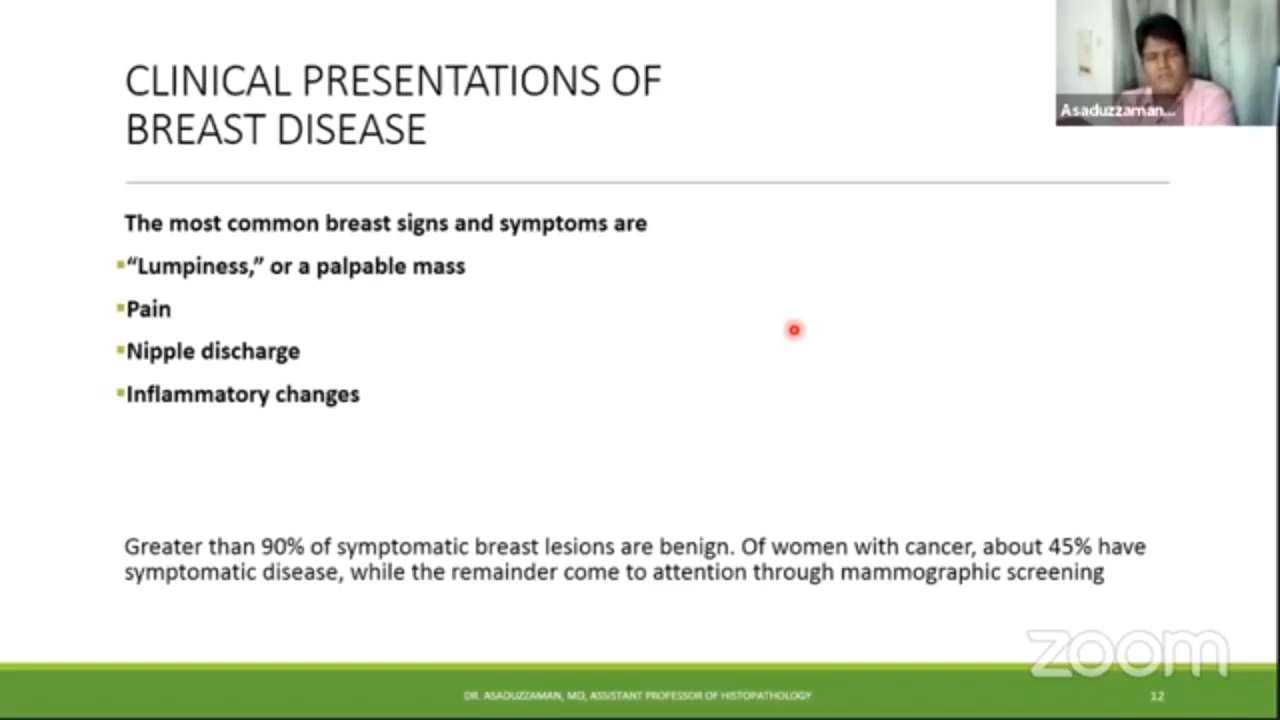 CLINICAL PRESENTATIONS OF
BREAST DISEASE
Asaduzzaman...
The most common breast signs and symptoms are
“Lumpiness,” or a palpable mass
Pain
Nipple discharge
Inflammatory changes
Greater than 90% of symptomatic breast lesions are benign. Of women with cancer, about 45% have
symptomatic disease, while the remainder come to attention through mammographic screening
zoom
DR. ASADUZZAMAN, MD, ASSISTANT PROFESSOR OF HISTOPATHOLOGY
12